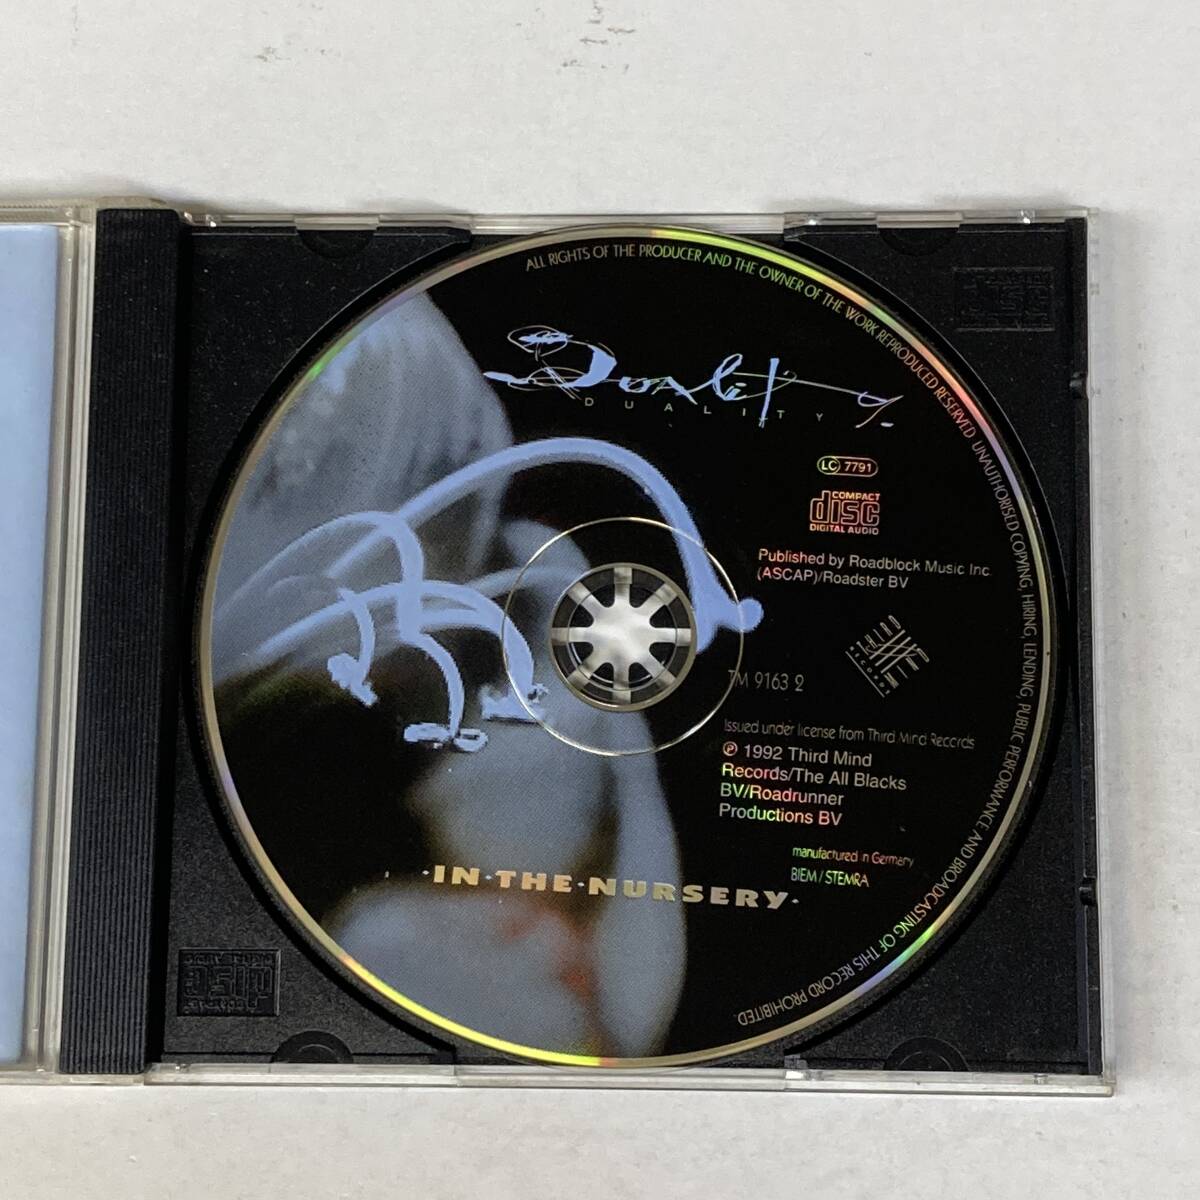 ALL RIGHTS OF THE PRODUCER AND THE OWNER OF THE WORK REPRODUCED RESERVED. UNAUTHORISED COPYING, HIRING, LENDING, PUBLIC PERFORMANCE AND BROADCASTING OF THIS RECORD PROHIBITED.
Duality
DUALITY
LC 7791
COMPACT
disc
DIGITAL AUDIO
Published by Roadblock Music Inc.
(ASCAP)/Roadster BV
RECORDS
TM 9163 2
Issued under license from Third Mind Records
℗ 1992 Third Mind
Records/The All Blacks
BV/Roadrunner
Productions BV
manufactured in Germany
BIEM/STEMRA
·IN·THE·NURSERY·